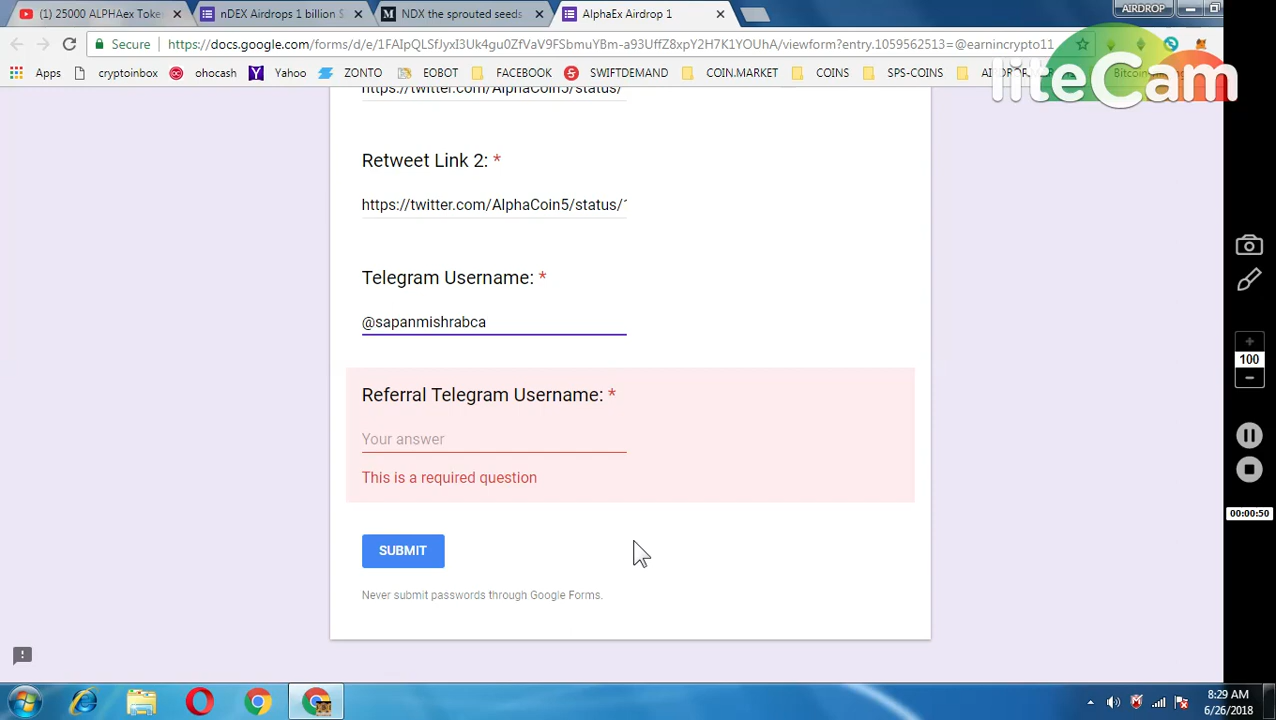 (1) 25000 ALPHAex Toke
nDEX Airdrops 1 billion S
NDX the sprouted seeds
AlphaEx Airdrop 1
AIRDROP
Secure
https://docs.google.com/forms/d/e/1FAIpQLSfJyxJ3tk4gu0ZfVaV9FSbmuYBm-a93UffZ8xpY2H7K1YOUhA/viewform?entry.1059562513=@earnincrypto11
Apps
cryptoinbox
ohocash
Yahoo
EOBOT
FACEBOOK
SWIFTDEMAND
COIN.MARKET
COINS
SPS-COINS
liteCam
https://twitter.com/AlphaCoin5/status/
Retweet Link 2: *
https://twitter.com/AlphaCoin5/status/
Telegram Username: *
@sapanmishrabca
Referral Telegram Username: *
Your answer
This is a required question
SUBMIT
Never submit passwords through Google Forms.
100
00:00:50
8:29 AM
6/26/2018